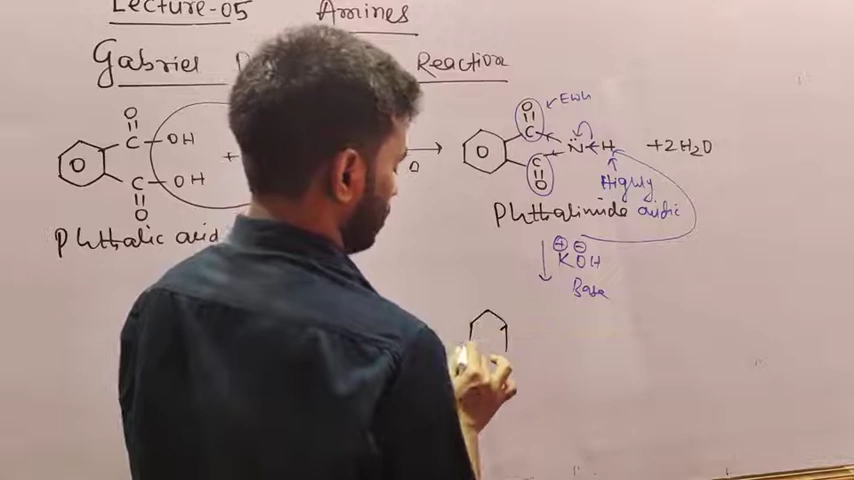 Lecture-05 Amines
Gabriel Reaction
O O EWG
C OH C
+ N H +2H2O
C OH C
O O Highly
Phthalic acid Phthalimide acidic
K OH
Base